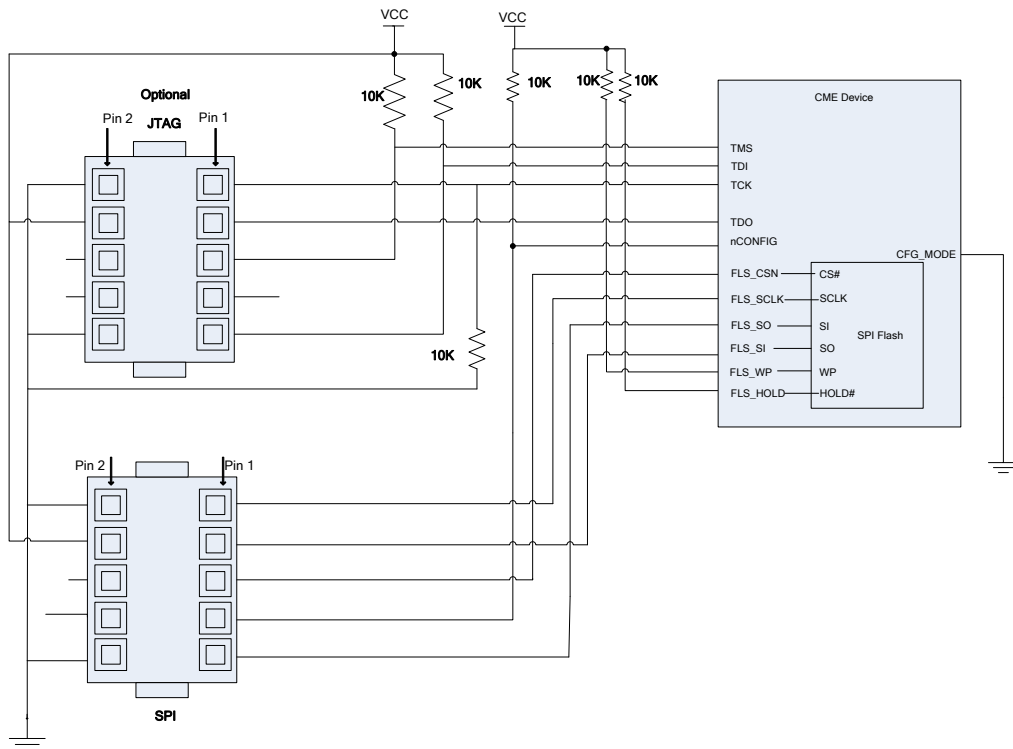 VCC
VCC
10K
10K
10K
10K
10K
Optional
JTAG
Pin 2
Pin 1
CME Device
TMS
TDI
TCK
TDO
nCONFIG
CFG_MODE
FLS_CSN
CS#
FLS_SCLK
SCLK
FLS_SO
SI
SPI Flash
FLS_SI
SO
FLS_WP
WP
FLS_HOLD
HOLD#
10K
Pin 2
Pin 1
SPI